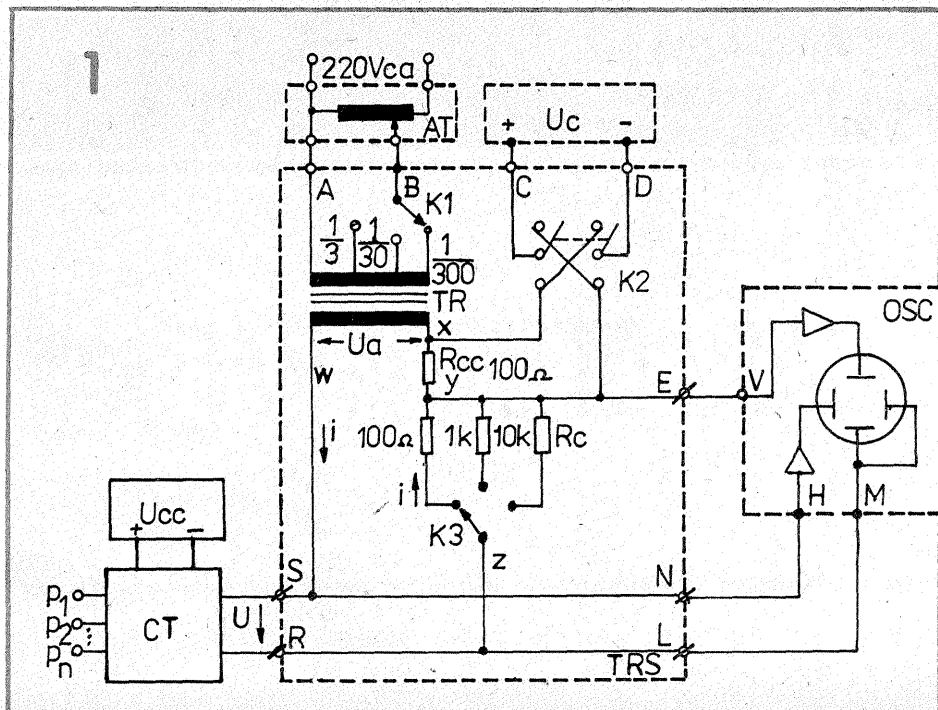 1
220Vca
AT
+ Uc -
A B C D
K1
1/3 1/30 1/300
TR
K2
OSC
x
Ua
W
Rcc 100Ω
y
E V
i
100Ω 1k 10k Rc
i
K3
z
H M
Ucc
+ -
S N
P1
P2
Pn
CT
U
R L
TRS